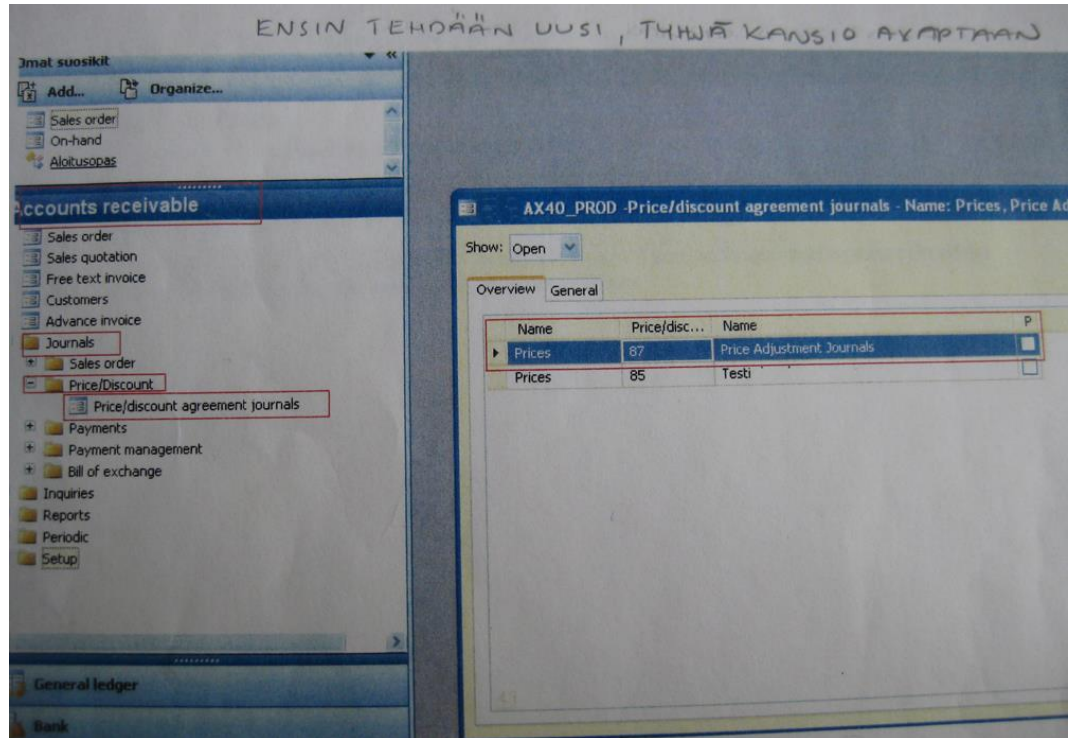 ENSIN TEHDÄÄN UUSI, TYHJÄ KANSIO AXAPTAAN
Omat suosikit
Add... Organize...
Sales order
On-hand
Aloitusopas
Accounts receivable
Sales order
Sales quotation
Free text invoice
Customers
Advance invoice
Journals
Sales order
Price/Discount
Price/discount agreement journals
Payments
Payment management
Bill of exchange
Inquiries
Reports
Periodic
Setup
General ledger
Bank
AX40_PROD -Price/discount agreement journals - Name: Prices, Price Ad
Show: Open
Overview General
Name Price/disc... Name P
Prices 87 Price Adjustment Journals
Prices 85 Testi